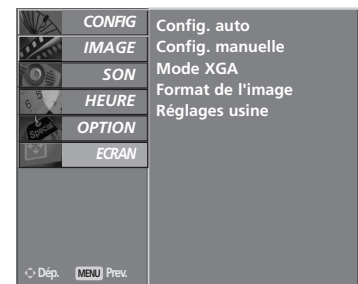 CONFIG
IMAGE
SON
HEURE
Special
OPTION
ECRAN
Dép. MENU Prev.
Config. auto
Config. manuelle
Mode XGA
Format de l'image
Réglages usine